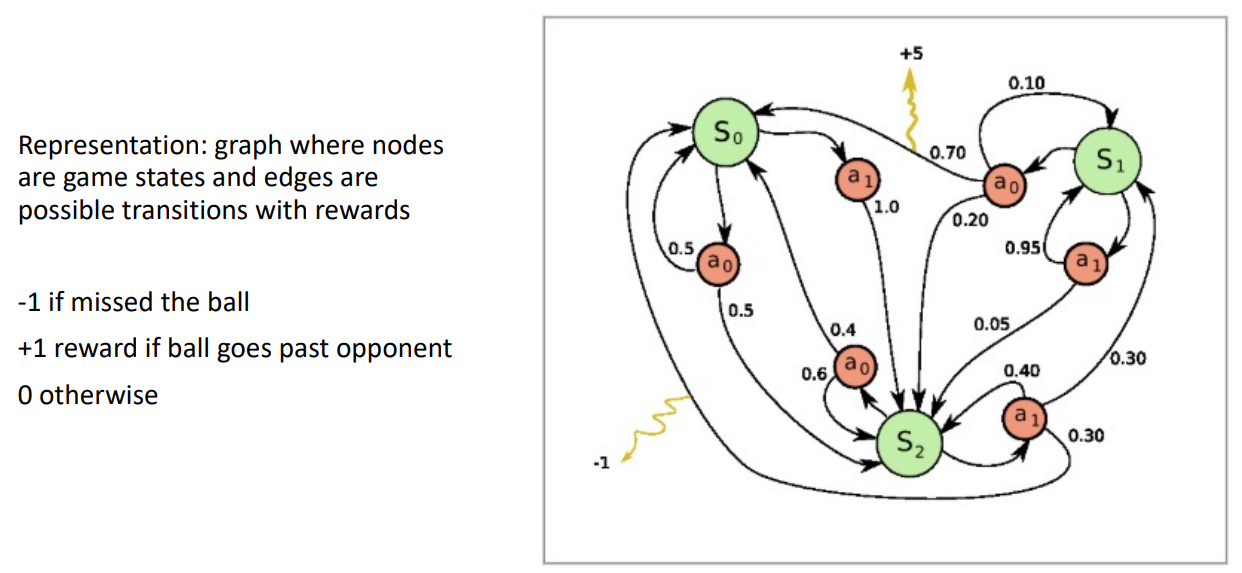 Representation: graph where nodes
are game states and edges are
possible transitions with rewards
-1 if missed the ball
+1 reward if ball goes past opponent
0 otherwise
+5
0.10
S0
S1
0.70
a1
a0
1.0
0.20
0.5
a0
0.95
a1
0.5
0.4
0.05
0.6
a0
0.40
0.30
a1
S2
0.30
-1